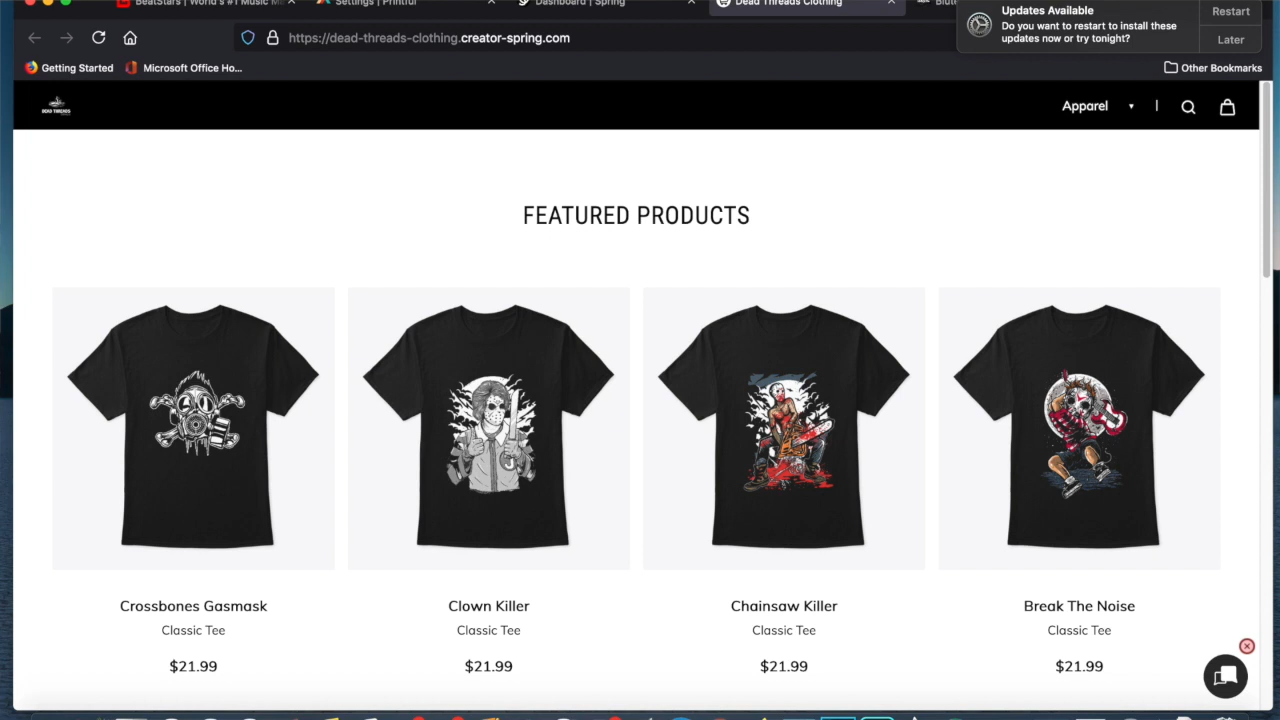 BeatStars | World's #1 Music M
Settings | Printful
Dashboard | Spring
Dead Threads Clothing
Updates Available
Do you want to restart to install these
updates now or try tonight?
Restart
Later
https://dead-threads-clothing.creator-spring.com
Getting Started
Microsoft Office Ho...
Other Bookmarks
DEAD THREADS
Apparel
FEATURED PRODUCTS
Crossbones Gasmask
Classic Tee
$21.99
Clown Killer
Classic Tee
$21.99
Chainsaw Killer
Classic Tee
$21.99
Break The Noise
Classic Tee
$21.99